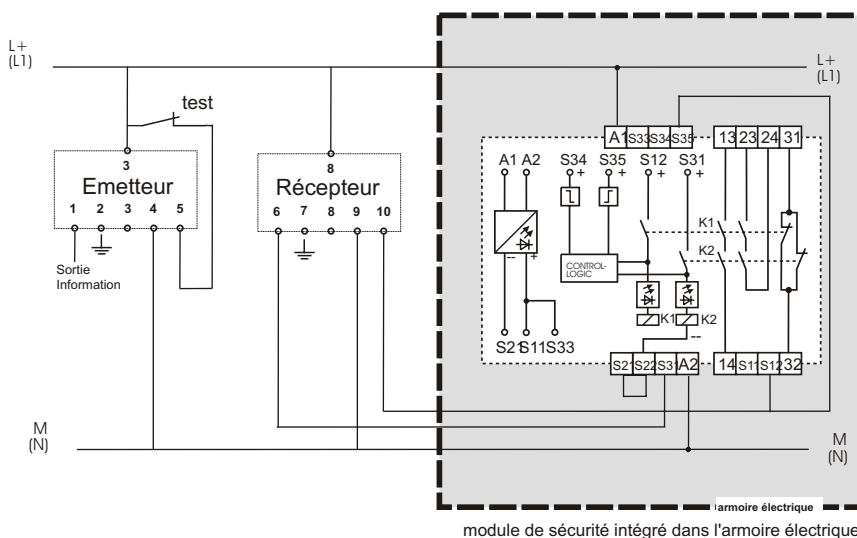 L+
(L1)
L+
(L1)
test
A1 S33 S34 S35
13 23 24 31
3
Emetteur
1 2 3 4 5
Sortie
Information
8
Récepteur
6 7 8 9 10
A1 A2 S34 S35 S12 S31
+ + + +
K1
K2
CONTROL-
LOGIC
-- +
K1 K2
--
S21 S11 S33
S21 S22 S31 A2
14 S11 S12 32
M
(N)
M
(N)
armoire électrique
module de sécurité intégré dans l'armoire électrique